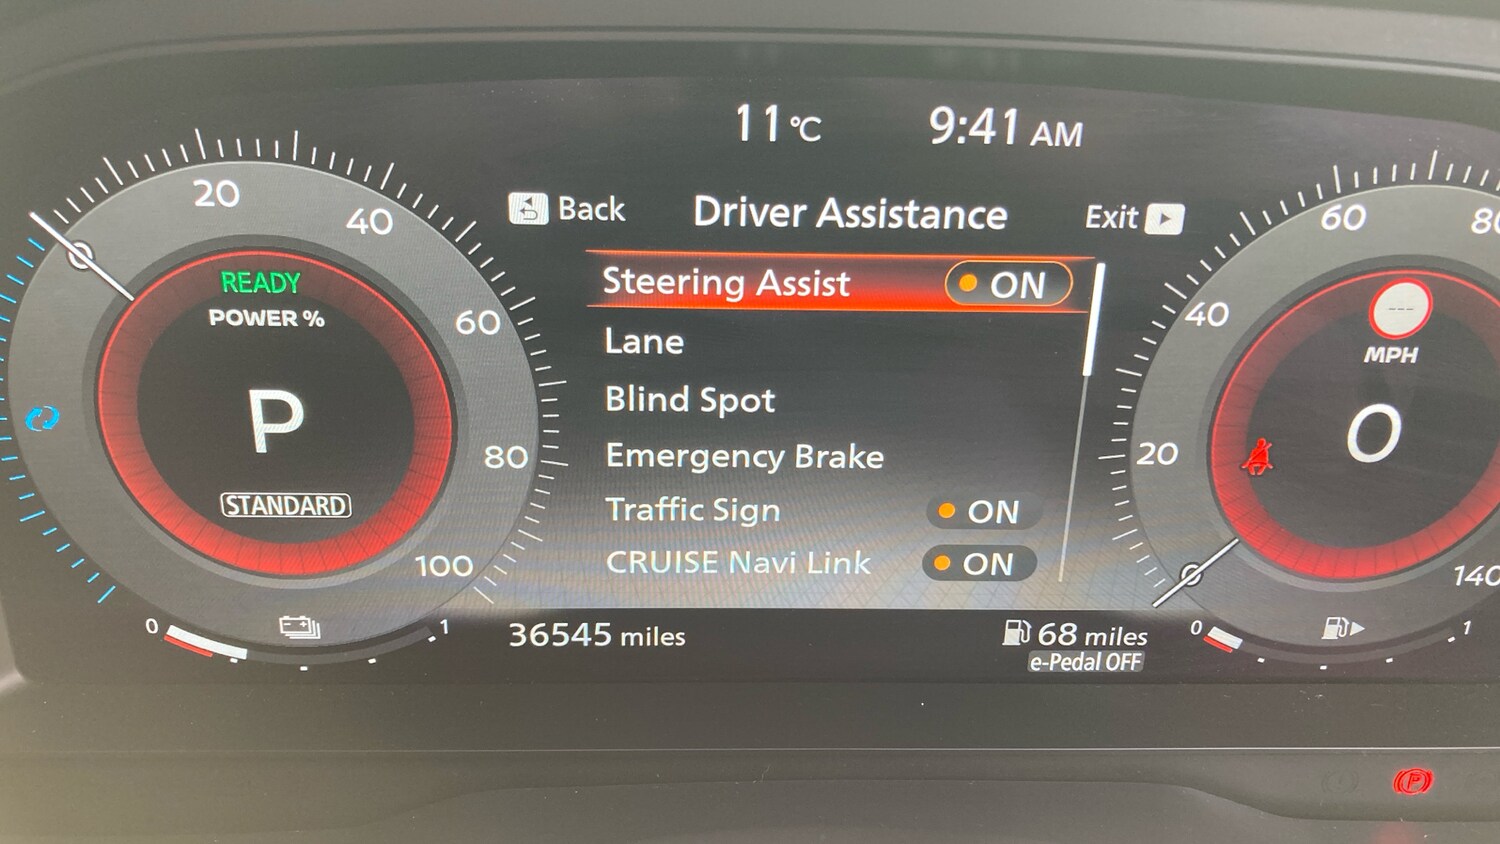 11°C
9:41 AM
Back
Driver Assistance
Exit
Steering Assist ON
Lane
Blind Spot
Emergency Brake
Traffic Sign ON
CRUISE Navi Link ON
20
40
60
80
100
READY
POWER %
P
STANDARD
0
1
36545 miles
68 miles
e-Pedal OFF
20
40
60
80
140
---
MPH
0
0
1
P